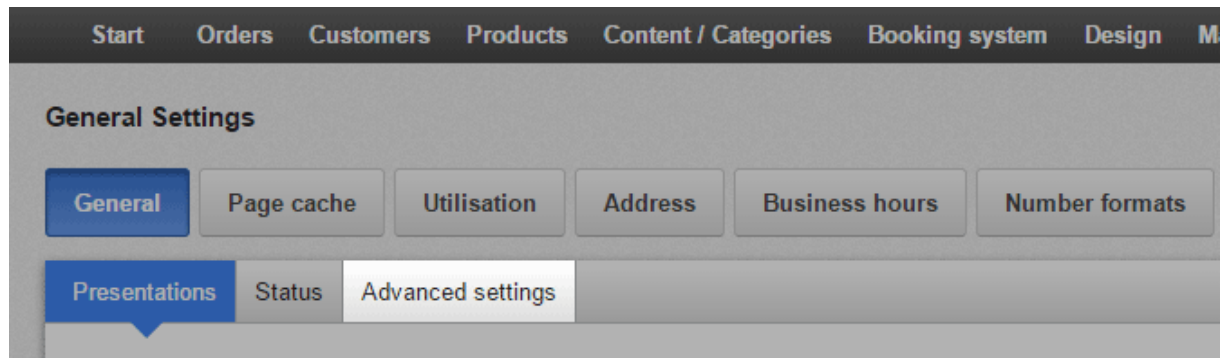 Start Orders Customers Products Content / Categories Booking system Design
General Settings
General Page cache Utilisation Address Business hours Number formats
Presentations Status Advanced settings